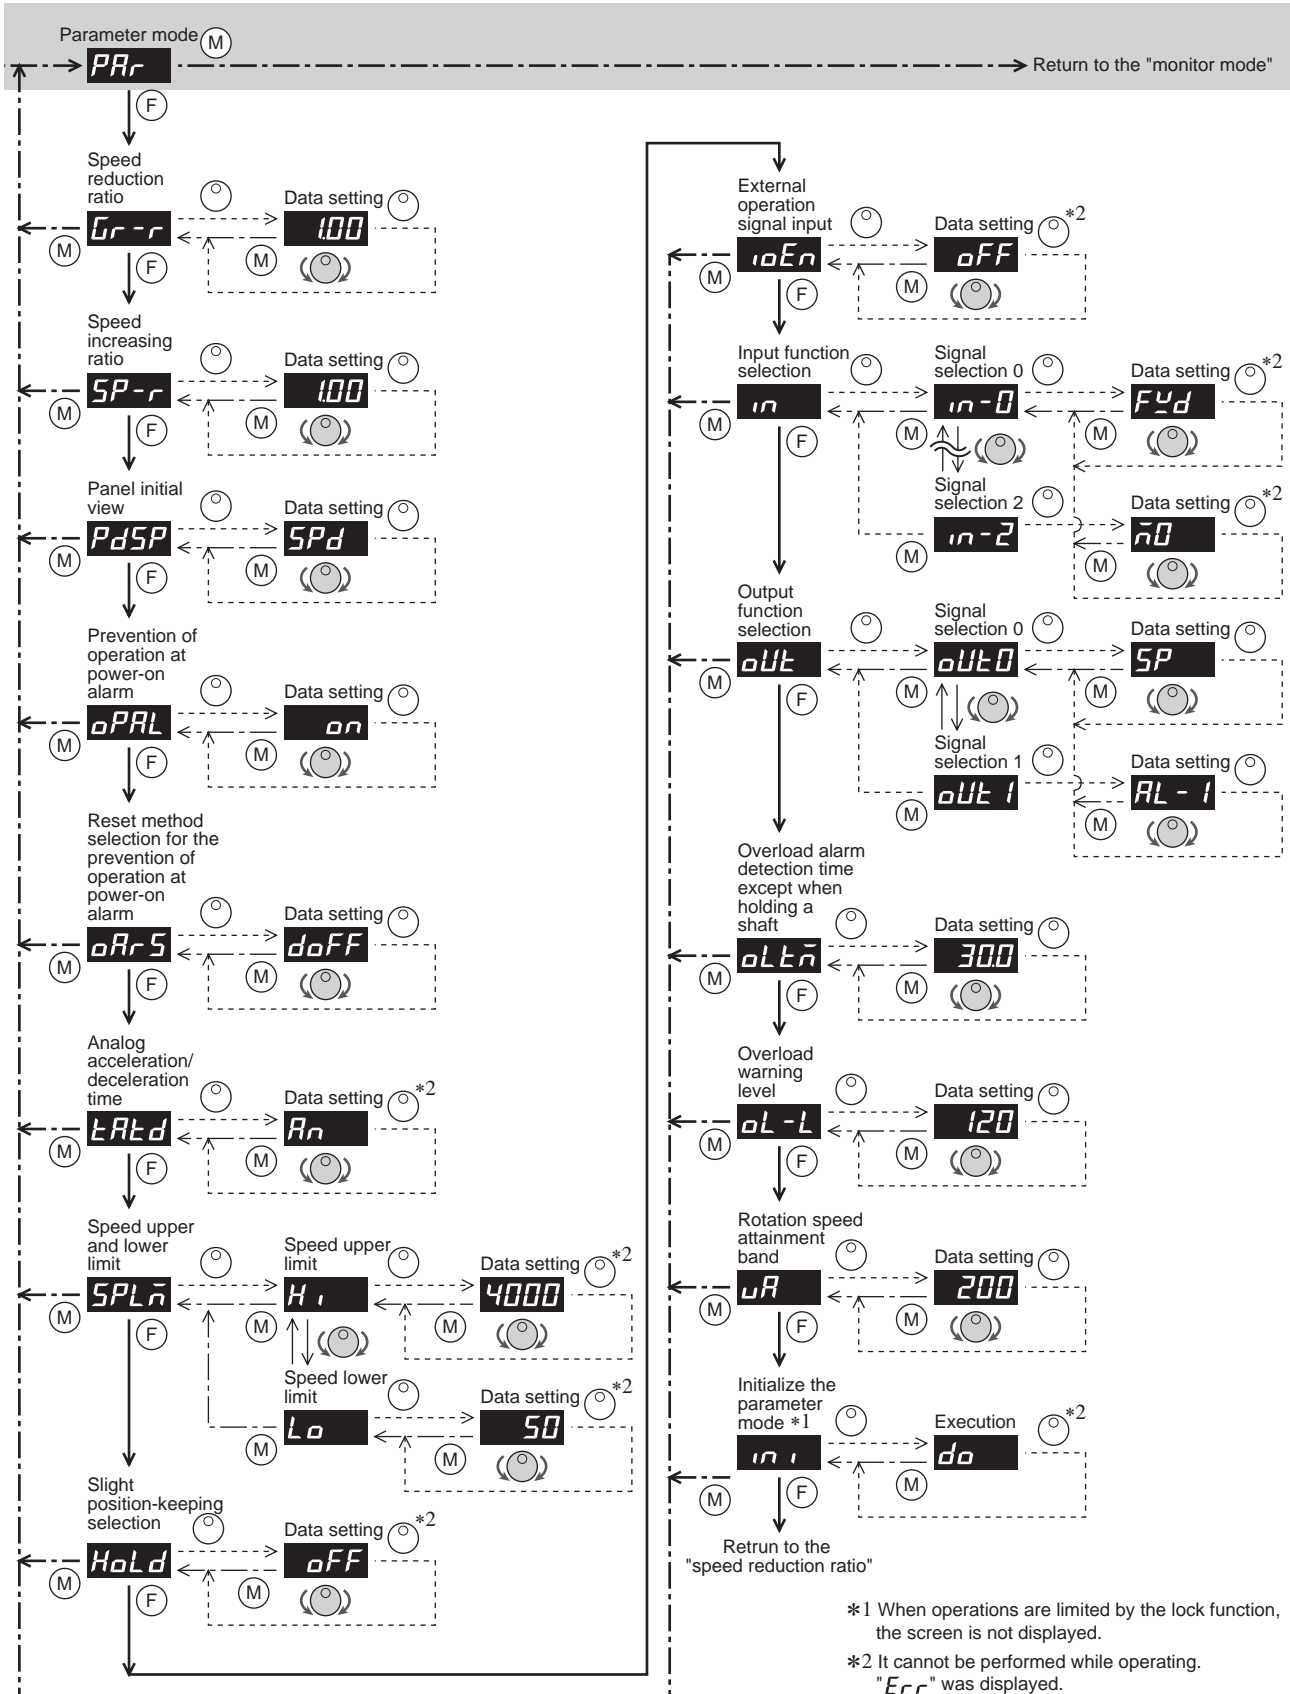 Parameter mode
M
PAr
Return to the "monitor mode"
F
Speed
reduction
ratio
Data setting
Gr-r
1.00
M
M
F
Speed
increasing
ratio
Data setting
SP-r
1.00
M
M
F
Panel initial
view
Data setting
PdSP
SPd
M
M
F
Prevention of
operation at
power-on
alarm
Data setting
oPAL
on
M
M
F
Reset method
selection for the
prevention of
operation at
power-on
alarm
Data setting
oArS
doFF
M
M
F
Analog
acceleration/
deceleration
time
Data setting
*2
tAtd
An
M
M
F
Speed upper
and lower
limit
Speed upper
limit
Data setting
*2
SPLm
Hi
4000
M
M
M
F
Speed lower
limit
Data setting
*2
Lo
50
M
M
Slight
position-keeping
selection
Data setting
*2
HoLd
oFF
M
M
F
External
operation
signal input
Data setting
*2
ioEn
oFF
M
M
F
Input function
selection
Signal
selection 0
Data setting
*2
in
in-0
Fwd
M
M
M
F
Signal
selection 2
Data setting
*2
in-2
m0
M
M
Output
function
selection
Signal
selection 0
Data setting
oUt
oUt0
SP
M
M
M
F
Signal
selection 1
Data setting
oUt1
AL-1
M
M
Overload alarm
detection time
except when
holding a
shaft
Data setting
oLtm
30.0
M
M
F
Overload
warning
level
Data setting
oL-L
120
M
M
F
Rotation speed
attainment
band
Data setting
uA
200
M
M
F
Initialize the
parameter
mode *1
Execution
*2
ini
do
M
M
F
Retrun to the
"speed reduction ratio"
*1 When operations are limited by the lock function,
the screen is not displayed.
*2 It cannot be performed while operating.
"Err" was displayed.